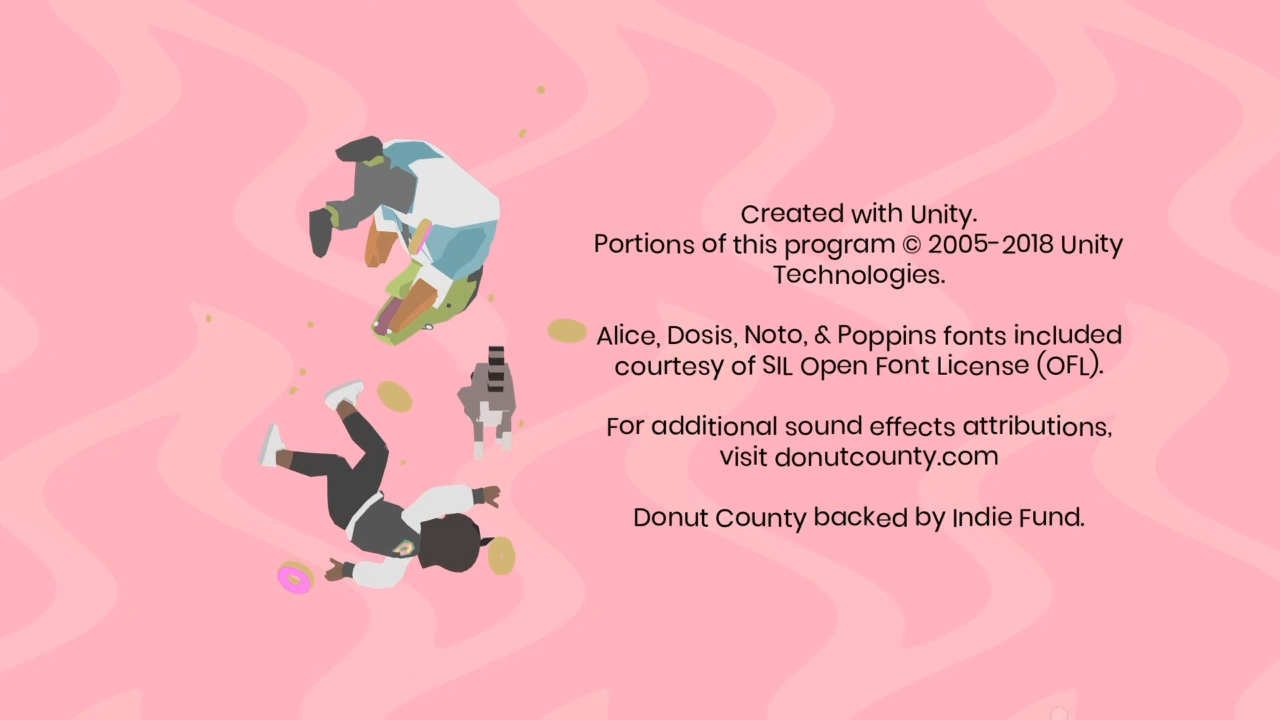 Created with Unity.
Portions of this program © 2005-2018 Unity
Technologies.
Alice, Dosis, Noto, & Poppins fonts included
courtesy of SIL Open Font License (OFL).
For additional sound effects attributions,
visit donutcounty.com
Donut County backed by Indie Fund.